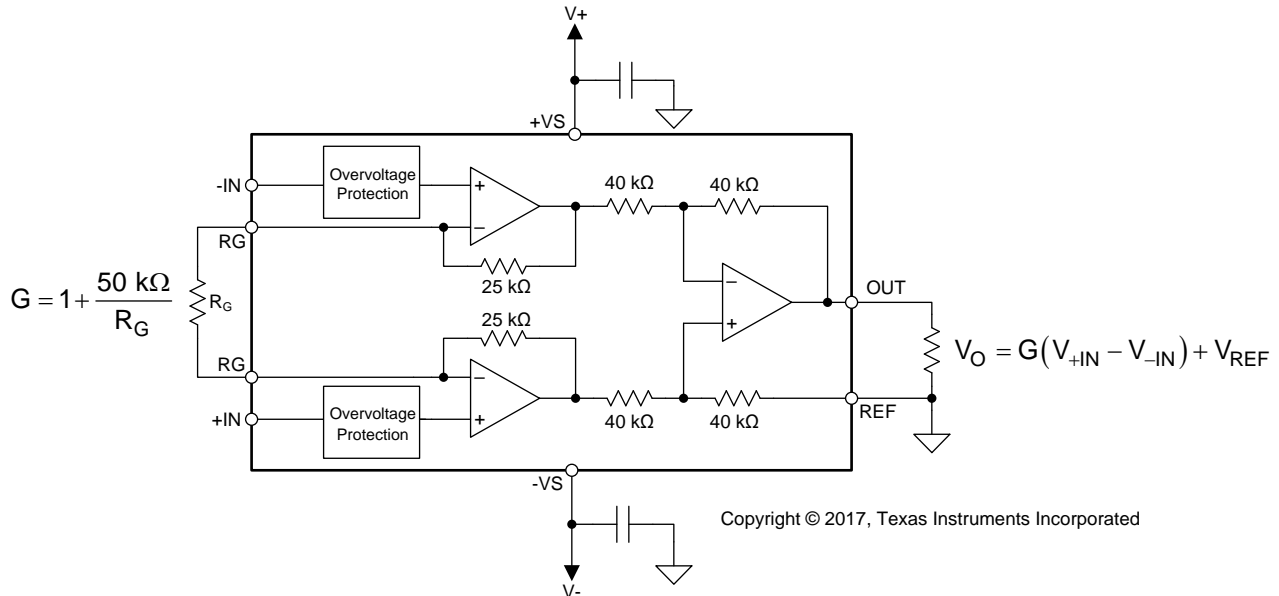 V+
+VS
-IN
Overvoltage
Protection
+
−
RG
25 kΩ
40 kΩ
40 kΩ
G = 1 + 50 kΩ / R_G
R_G
−
+
OUT
V_O = G(V_{+IN} − V_{−IN}) + V_{REF}
25 kΩ
RG
−
+
+IN
Overvoltage
Protection
40 kΩ
40 kΩ
REF
-VS
V-
Copyright © 2017, Texas Instruments Incorporated